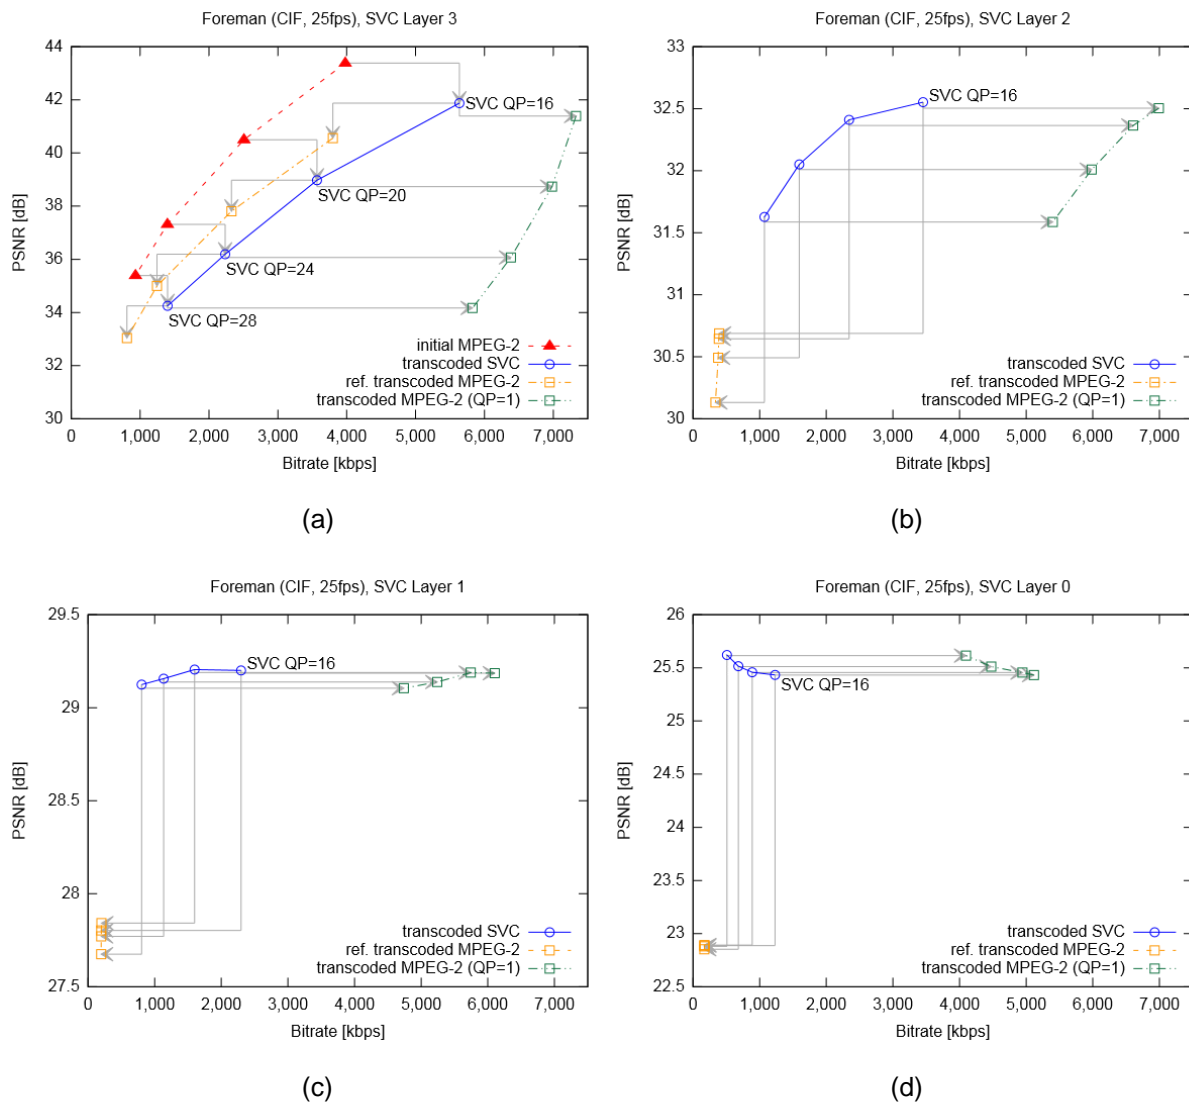 Foreman (CIF, 25fps), SVC Layer 3
44
42
40
38
36
34
32
30
PSNR [dB]
SVC QP=16
SVC QP=20
SVC QP=24
SVC QP=28
initial MPEG-2
transcoded SVC
ref. transcoded MPEG-2
transcoded MPEG-2 (QP=1)
0 1,000 2,000 3,000 4,000 5,000 6,000 7,000
Bitrate [kbps]
(a)
Foreman (CIF, 25fps), SVC Layer 2
33
32.5
32
31.5
31
30.5
30
PSNR [dB]
SVC QP=16
transcoded SVC
ref. transcoded MPEG-2
transcoded MPEG-2 (QP=1)
0 1,000 2,000 3,000 4,000 5,000 6,000 7,000
Bitrate [kbps]
(b)
Foreman (CIF, 25fps), SVC Layer 1
29.5
29
28.5
28
27.5
PSNR [dB]
SVC QP=16
transcoded SVC
ref. transcoded MPEG-2
transcoded MPEG-2 (QP=1)
0 1,000 2,000 3,000 4,000 5,000 6,000 7,000
Bitrate [kbps]
(c)
Foreman (CIF, 25fps), SVC Layer 0
26
25.5
25
24.5
24
23.5
23
22.5
PSNR [dB]
SVC QP=16
transcoded SVC
ref. transcoded MPEG-2
transcoded MPEG-2 (QP=1)
0 1,000 2,000 3,000 4,000 5,000 6,000 7,000
Bitrate [kbps]
(d)